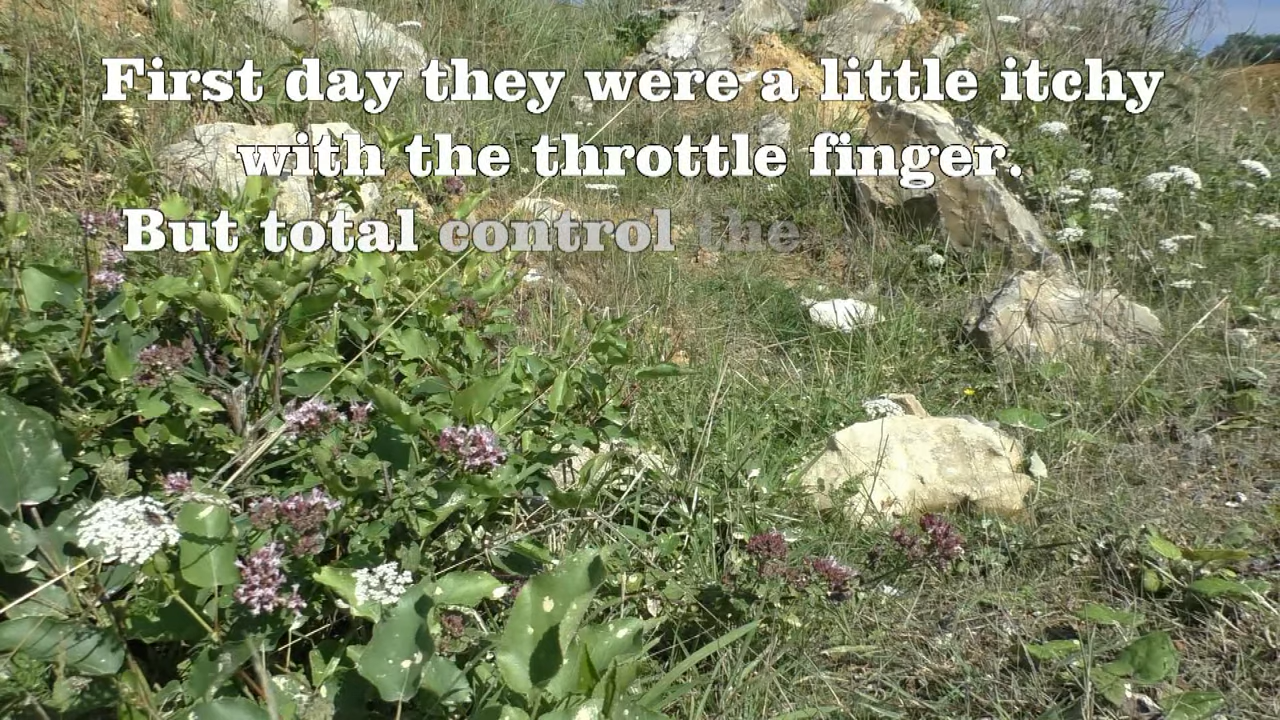 First day they were a little itchy
with the throttle finger.
But total control the